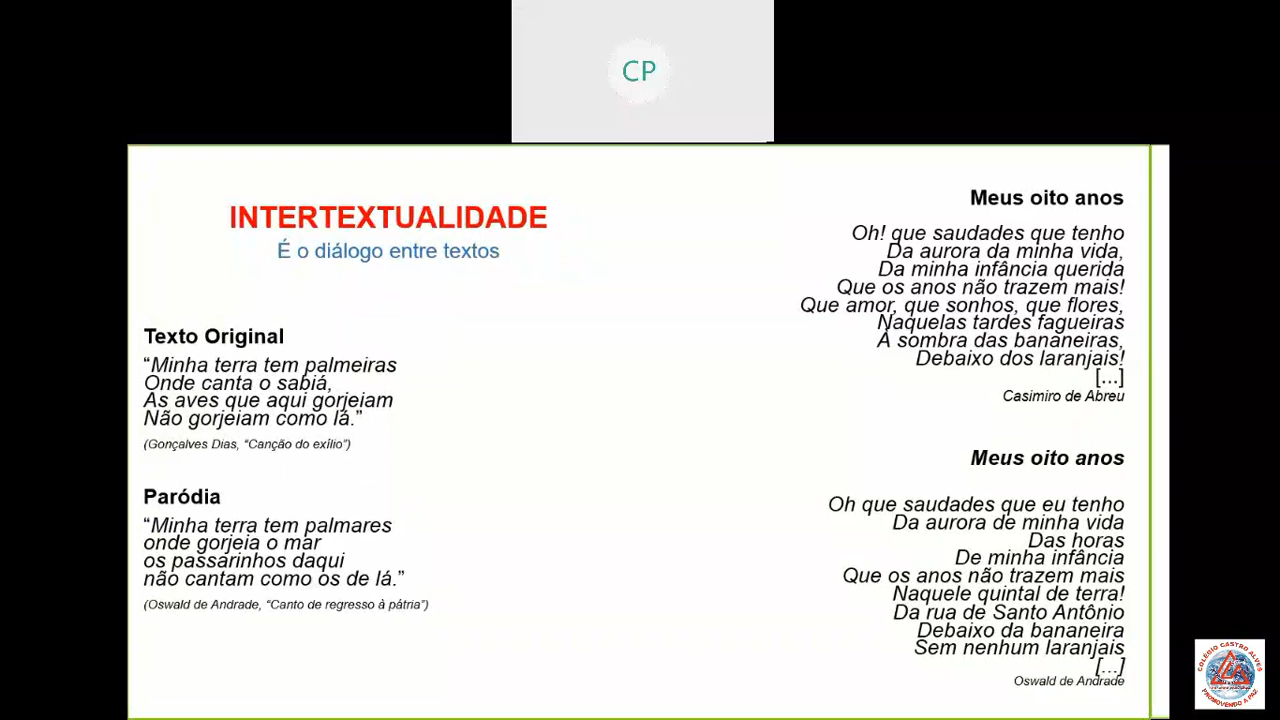 CP
INTERTEXTUALIDADE
É o diálogo entre textos
Texto Original
“Minha terra tem palmeiras
Onde canta o sabiá,
As aves que aqui gorjeiam
Não gorjeiam como lá.”
(Gonçalves Dias, “Canção do exílio”)
Paródia
“Minha terra tem palmares
onde gorjeia o mar
os passarinhos daqui
não cantam como os de lá.”
(Oswald de Andrade, “Canto de regresso à pátria”)
Meus oito anos
Oh! que saudades que tenho
Da aurora da minha vida,
Da minha infância querida
Que os anos não trazem mais!
Que amor, que sonhos, que flores,
Naquelas tardes fagueiras
À sombra das bananeiras,
Debaixo dos laranjais!
[...]
Casimiro de Abreu
Meus oito anos
Oh que saudades que eu tenho
Da aurora de minha vida
Das horas
De minha infância
Que os anos não trazem mais
Naquele quintal de terra!
Da rua de Santo Antônio
Debaixo da bananeira
Sem nenhum laranjais
[...]
Oswald de Andrade
COLÉGIO CASTRO ALVES
PROMOVENDO A PAZ